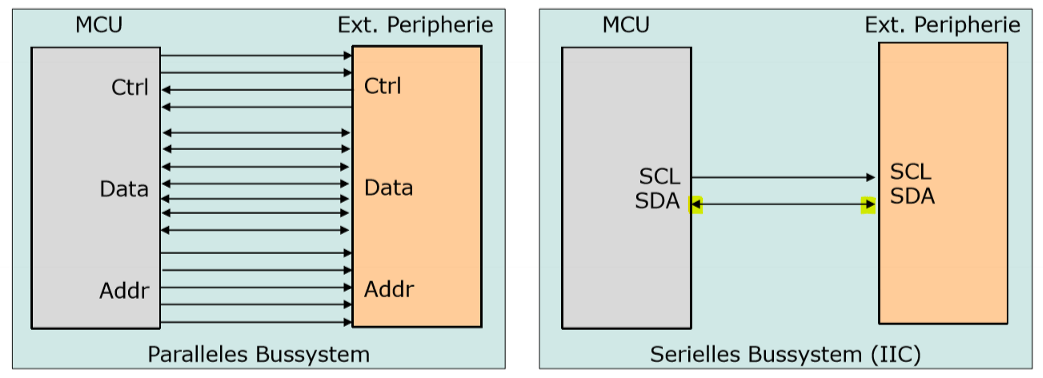 MCU
Ext. Peripherie
Ctrl
Ctrl
Data
Data
Addr
Addr
Paralleles Bussystem
MCU
Ext. Peripherie
SCL
SDA
SCL
SDA
Serielles Bussystem (IIC)